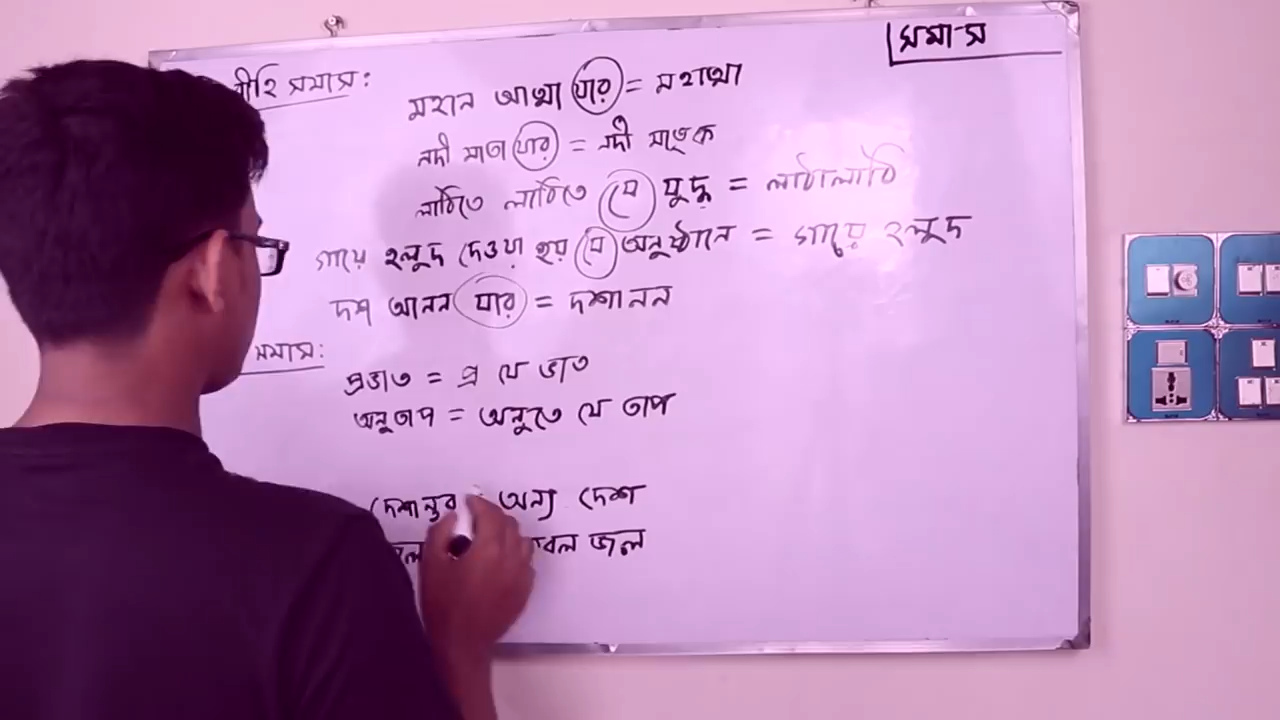 সমাস
ব্রীহি সমাস:
মহান আত্মা যার = মহাত্মা
নদী মাতা যার = নদী মাতৃক
লাঠিতে লাঠিতে যে যুদ্ধ = লাঠালাঠি
গায়ে হলুদ দেওয়া হয় যে অনুষ্ঠানে = গায়ে হলুদ
দশ আনন যার = দশানন
সমাস:
প্রভাত = প্র যে ভাত
অনুতাপ = অনুতে যে তাপ
দেশান্তর = অন্য দেশ
জল